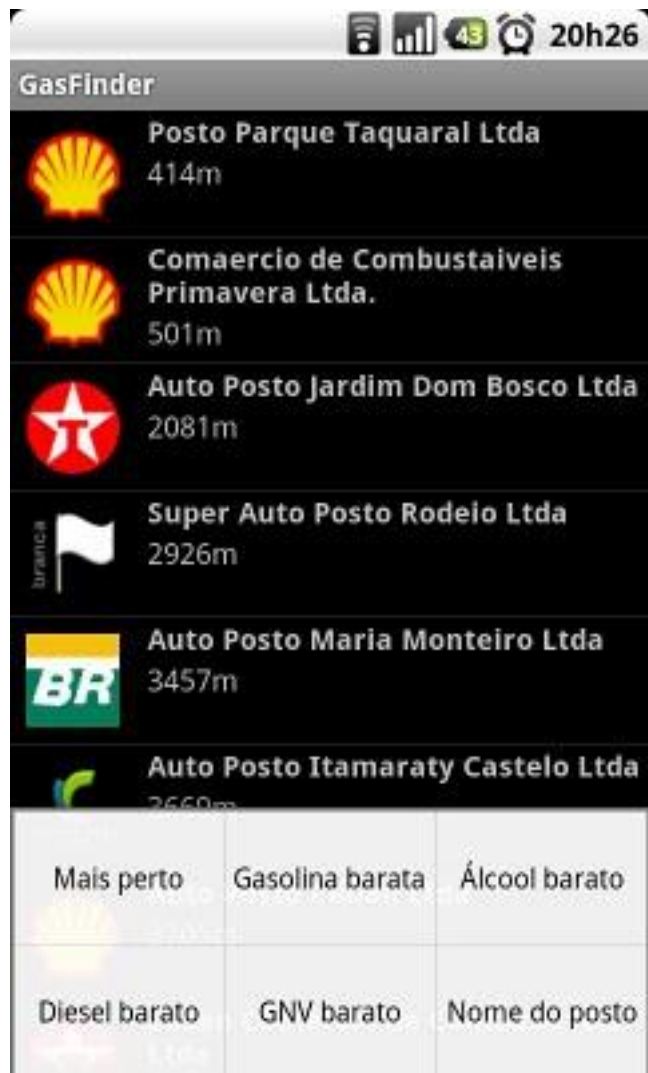 43 20h26
GasFinder
Posto Parque Taquaral Ltda
414m
Comaercio de Combustaiveis
Primavera Ltda.
501m
Auto Posto Jardim Dom Bosco Ltda
2081m
branca
Super Auto Posto Rodeio Ltda
2926m
BR
Auto Posto Maria Monteiro Ltda
3457m
Auto Posto Itamaraty Castelo Ltda
3669m
Mais perto Gasolina barata Álcool barato
Diesel barato GNV barato Nome do posto
Ltda